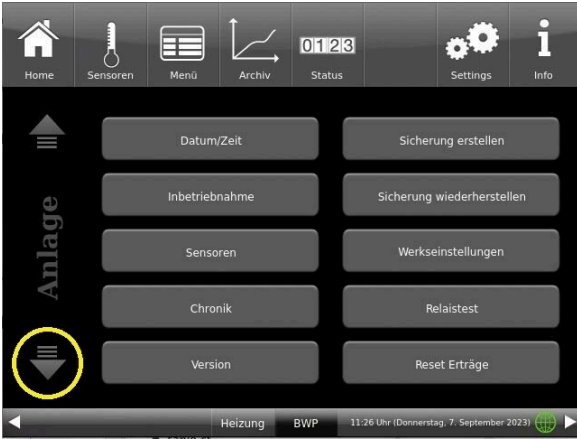 0123
Home Sensoren Menü Archiv Status Settings Info
Datum/Zeit Sicherung erstellen
Inbetriebnahme Sicherung wiederherstellen
Anlage
Sensoren Werkseinstellungen
Chronik Relaistest
Version Reset Erträge
Heizung BWP 11:26 Uhr (Donnerstag, 7. September 2023)